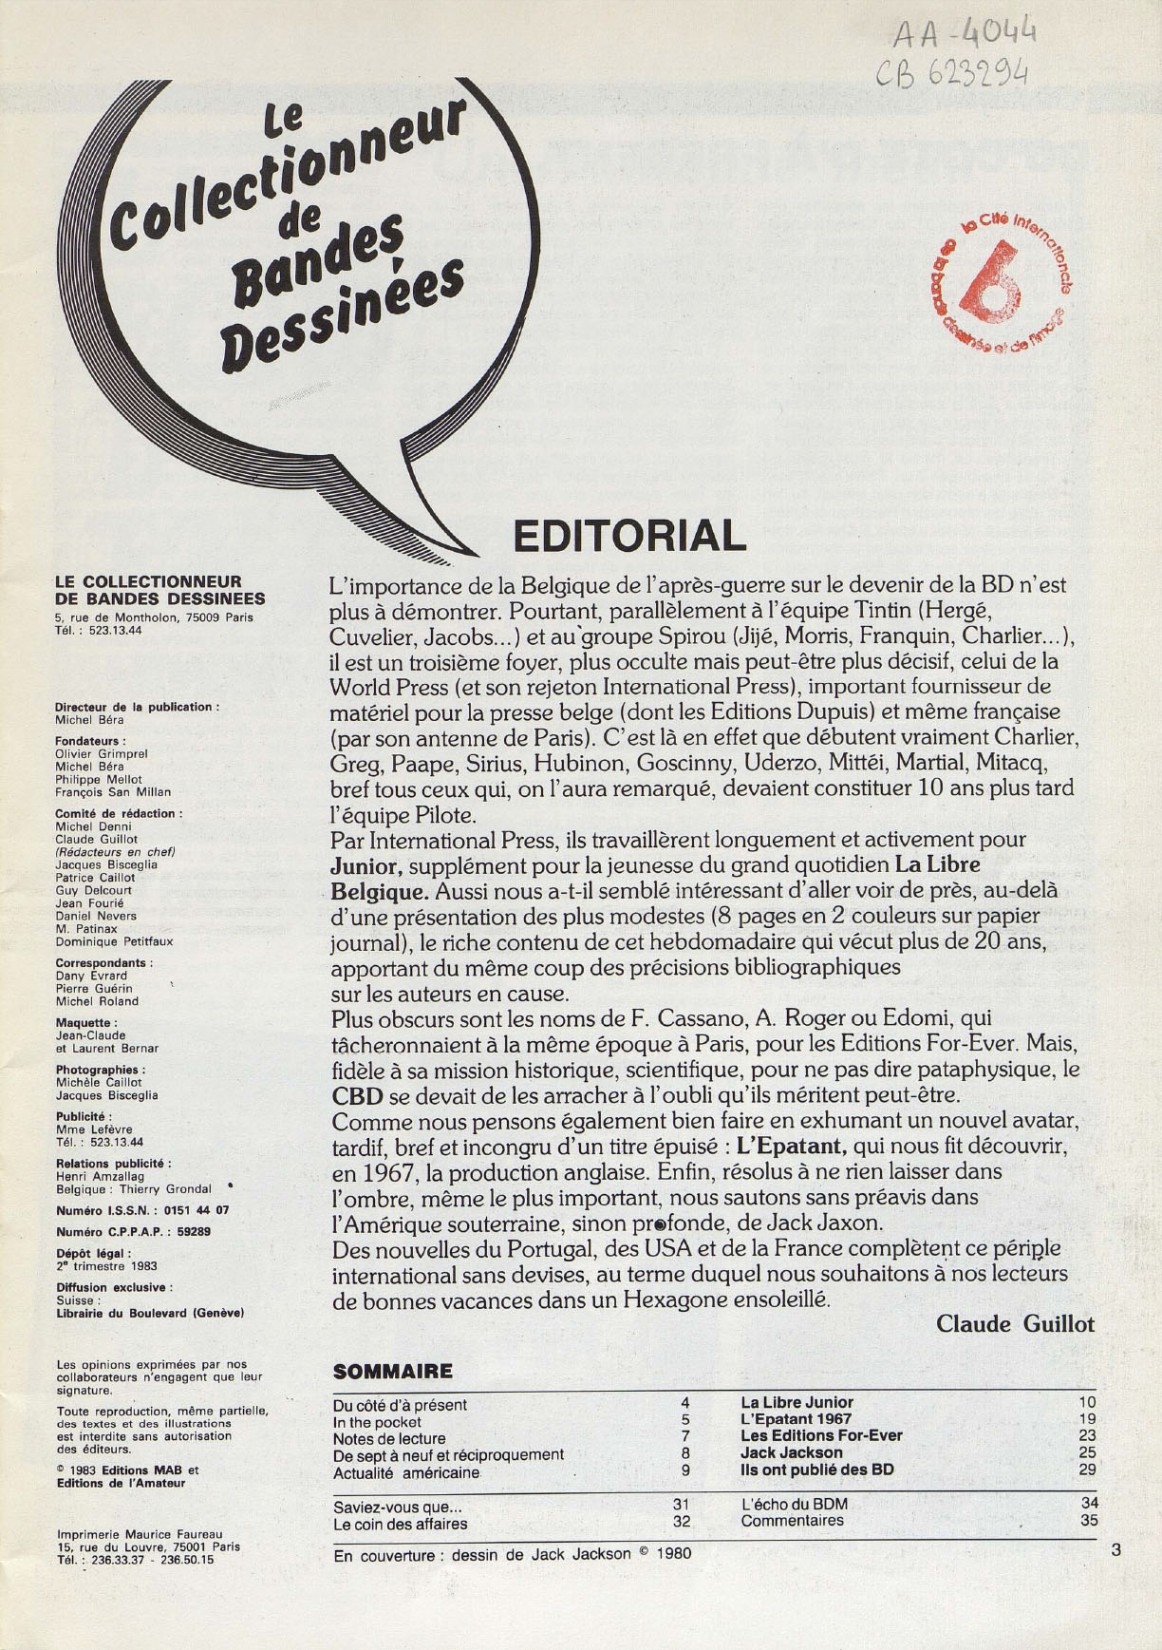 AA-4044
CB 623294
Le
Collectionneur
de
Bandes
Dessinées
la Cité internationale
de la bande dessinée et de l'image
6
EDITORIAL
LE COLLECTIONNEUR
DE BANDES DESSINEES
5, rue de Montholon, 75009 Paris
Tél. : 523.13.44
Directeur de la publication :
Michel Béra
Fondateurs :
Olivier Grimprel
Michel Béra
Philippe Mellot
François San Millan
Comité de rédaction :
Michel Denni
Claude Guillot
(Rédacteurs en chef)
Jacques Bisceglia
Patrice Caillot
Guy Delcourt
Jean Fourié
Daniel Nevers
M. Patinax
Dominique Petitfaux
Correspondants :
Dany Evrard
Pierre Guérin
Michel Roland
Maquette :
Jean-Claude
et Laurent Bernar
Photographies :
Michèle Caillot
Jacques Bisceglia
Publicité :
Mme Lefèvre
Tél. : 523.13.44
Relations publicité :
Henri Amzallag
Belgique : Thierry Grondal
Numéro I.S.S.N. : 0151 44 07
Numéro C.P.P.A.P. : 59289
Dépôt légal :
2e trimestre 1983
Diffusion exclusive :
Suisse :
Librairie du Boulevard (Genève)
Les opinions exprimées par nos
collaborateurs n'engagent que leur
signature.
Toute reproduction, même partielle,
des textes et des illustrations
est interdite sans autorisation
des éditeurs.
© 1983 Editions MAB et
Editions de l'Amateur
Imprimerie Maurice Faureau
15, rue du Louvre, 75001 Paris
Tél. : 236.33.37 - 236.50.15
L'importance de la Belgique de l'après-guerre sur le devenir de la BD n'est
plus à démontrer. Pourtant, parallèlement à l'équipe Tintin (Hergé,
Cuvelier, Jacobs...) et au groupe Spirou (Jijé, Morris, Franquin, Charlier...),
il est un troisième foyer, plus occulte mais peut-être plus décisif, celui de la
World Press (et son rejeton International Press), important fournisseur de
matériel pour la presse belge (dont les Editions Dupuis) et même française
(par son antenne de Paris). C'est là en effet que débutent vraiment Charlier,
Greg, Paape, Sirius, Hubinon, Goscinny, Uderzo, Mittéi, Martial, Mitacq,
bref tous ceux qui, on l'aura remarqué, devaient constituer 10 ans plus tard
l'équipe Pilote.
Par International Press, ils travaillèrent longuement et activement pour
Junior, supplément pour la jeunesse du grand quotidien La Libre
Belgique. Aussi nous a-t-il semblé intéressant d'aller voir de près, au-delà
d'une présentation des plus modestes (8 pages en 2 couleurs sur papier
journal), le riche contenu de cet hebdomadaire qui vécut plus de 20 ans,
apportant du même coup des précisions bibliographiques
sur les auteurs en cause.
Plus obscurs sont les noms de F. Cassano, A. Roger ou Edomi, qui
tâcheronnaient à la même époque à Paris, pour les Editions For-Ever. Mais,
fidèle à sa mission historique, scientifique, pour ne pas dire pataphysique, le
CBD se devait de les arracher à l'oubli qu'ils méritent peut-être.
Comme nous pensons également bien faire en exhumant un nouvel avatar,
tardif, bref et incongru d'un titre épuisé : L'Epatant, qui nous fit découvrir,
en 1967, la production anglaise. Enfin, résolus à ne rien laisser dans
l'ombre, même le plus important, nous sautons sans préavis dans
l'Amérique souterraine, sinon profonde, de Jack Jaxon.
Des nouvelles du Portugal, des USA et de la France complètent ce périple
international sans devises, au terme duquel nous souhaitons à nos lecteurs
de bonnes vacances dans un Hexagone ensoleillé.
Claude Guillot
SOMMAIRE
Du côté d'à présent 4
In the pocket 5
Notes de lecture 7
De sept à neuf et réciproquement 8
Actualité américaine 9
La Libre Junior 10
L'Epatant 1967 19
Les Editions For-Ever 23
Jack Jackson 25
Ils ont publié des BD 29
Saviez-vous que... 31
Le coin des affaires 32
L'écho du BDM 34
Commentaires 35
En couverture : dessin de Jack Jackson © 1980
3